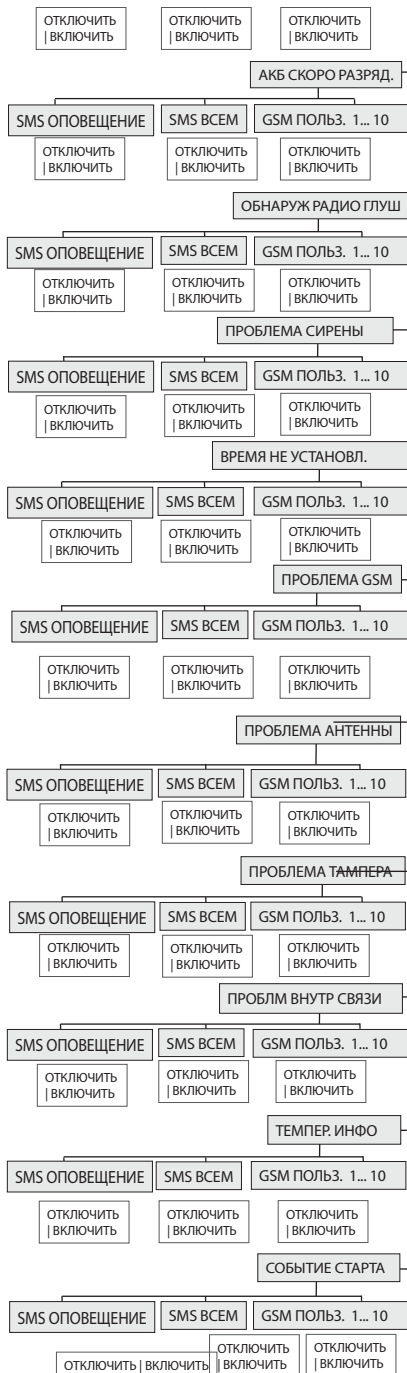 ОТКЛЮЧИТЬ ОТКЛЮЧИТЬ ОТКЛЮЧИТЬ
| ВКЛЮЧИТЬ | ВКЛЮЧИТЬ | ВКЛЮЧИТЬ
АКБ СКОРО РАЗРЯД.
SMS ОПОВЕЩЕНИЕ SMS ВСЕМ GSM ПОЛЬЗ. 1... 10
ОТКЛЮЧИТЬ ОТКЛЮЧИТЬ ОТКЛЮЧИТЬ
| ВКЛЮЧИТЬ | ВКЛЮЧИТЬ | ВКЛЮЧИТЬ
ОБНАРУЖ РАДИО ГЛУШ
SMS ОПОВЕЩЕНИЕ SMS ВСЕМ GSM ПОЛЬЗ. 1... 10
ОТКЛЮЧИТЬ ОТКЛЮЧИТЬ ОТКЛЮЧИТЬ
| ВКЛЮЧИТЬ | ВКЛЮЧИТЬ | ВКЛЮЧИТЬ
ПРОБЛЕМА СИРЕНЫ
SMS ОПОВЕЩЕНИЕ SMS ВСЕМ GSM ПОЛЬЗ. 1... 10
ОТКЛЮЧИТЬ ОТКЛЮЧИТЬ ОТКЛЮЧИТЬ
| ВКЛЮЧИТЬ | ВКЛЮЧИТЬ | ВКЛЮЧИТЬ
ВРЕМЯ НЕ УСТАНОВЛ.
SMS ОПОВЕЩЕНИЕ SMS ВСЕМ GSM ПОЛЬЗ. 1... 10
ОТКЛЮЧИТЬ ОТКЛЮЧИТЬ ОТКЛЮЧИТЬ
| ВКЛЮЧИТЬ | ВКЛЮЧИТЬ | ВКЛЮЧИТЬ
ПРОБЛЕМА GSM
SMS ОПОВЕЩЕНИЕ SMS ВСЕМ GSM ПОЛЬЗ. 1... 10
ОТКЛЮЧИТЬ ОТКЛЮЧИТЬ ОТКЛЮЧИТЬ
| ВКЛЮЧИТЬ | ВКЛЮЧИТЬ | ВКЛЮЧИТЬ
ПРОБЛЕМА АНТЕННЫ
SMS ОПОВЕЩЕНИЕ SMS ВСЕМ GSM ПОЛЬЗ. 1... 10
ОТКЛЮЧИТЬ ОТКЛЮЧИТЬ ОТКЛЮЧИТЬ
| ВКЛЮЧИТЬ | ВКЛЮЧИТЬ | ВКЛЮЧИТЬ
ПРОБЛЕМА ТАМПЕРА
SMS ОПОВЕЩЕНИЕ SMS ВСЕМ GSM ПОЛЬЗ. 1... 10
ОТКЛЮЧИТЬ ОТКЛЮЧИТЬ ОТКЛЮЧИТЬ
| ВКЛЮЧИТЬ | ВКЛЮЧИТЬ | ВКЛЮЧИТЬ
ПРОБЛМ ВНУТР СВЯЗИ
SMS ОПОВЕЩЕНИЕ SMS ВСЕМ GSM ПОЛЬЗ. 1... 10
ОТКЛЮЧИТЬ ОТКЛЮЧИТЬ ОТКЛЮЧИТЬ
| ВКЛЮЧИТЬ | ВКЛЮЧИТЬ | ВКЛЮЧИТЬ
ТЕМПЕР. ИНФО
SMS ОПОВЕЩЕНИЕ SMS ВСЕМ GSM ПОЛЬЗ. 1... 10
ОТКЛЮЧИТЬ ОТКЛЮЧИТЬ ОТКЛЮЧИТЬ
| ВКЛЮЧИТЬ | ВКЛЮЧИТЬ | ВКЛЮЧИТЬ
СОБЫТИЕ СТАРТА
SMS ОПОВЕЩЕНИЕ SMS ВСЕМ GSM ПОЛЬЗ. 1... 10
ОТКЛЮЧИТЬ ОТКЛЮЧИТЬ
ОТКЛЮЧИТЬ | ВКЛЮЧИТЬ | ВКЛЮЧИТЬ | ВКЛЮЧИТЬ